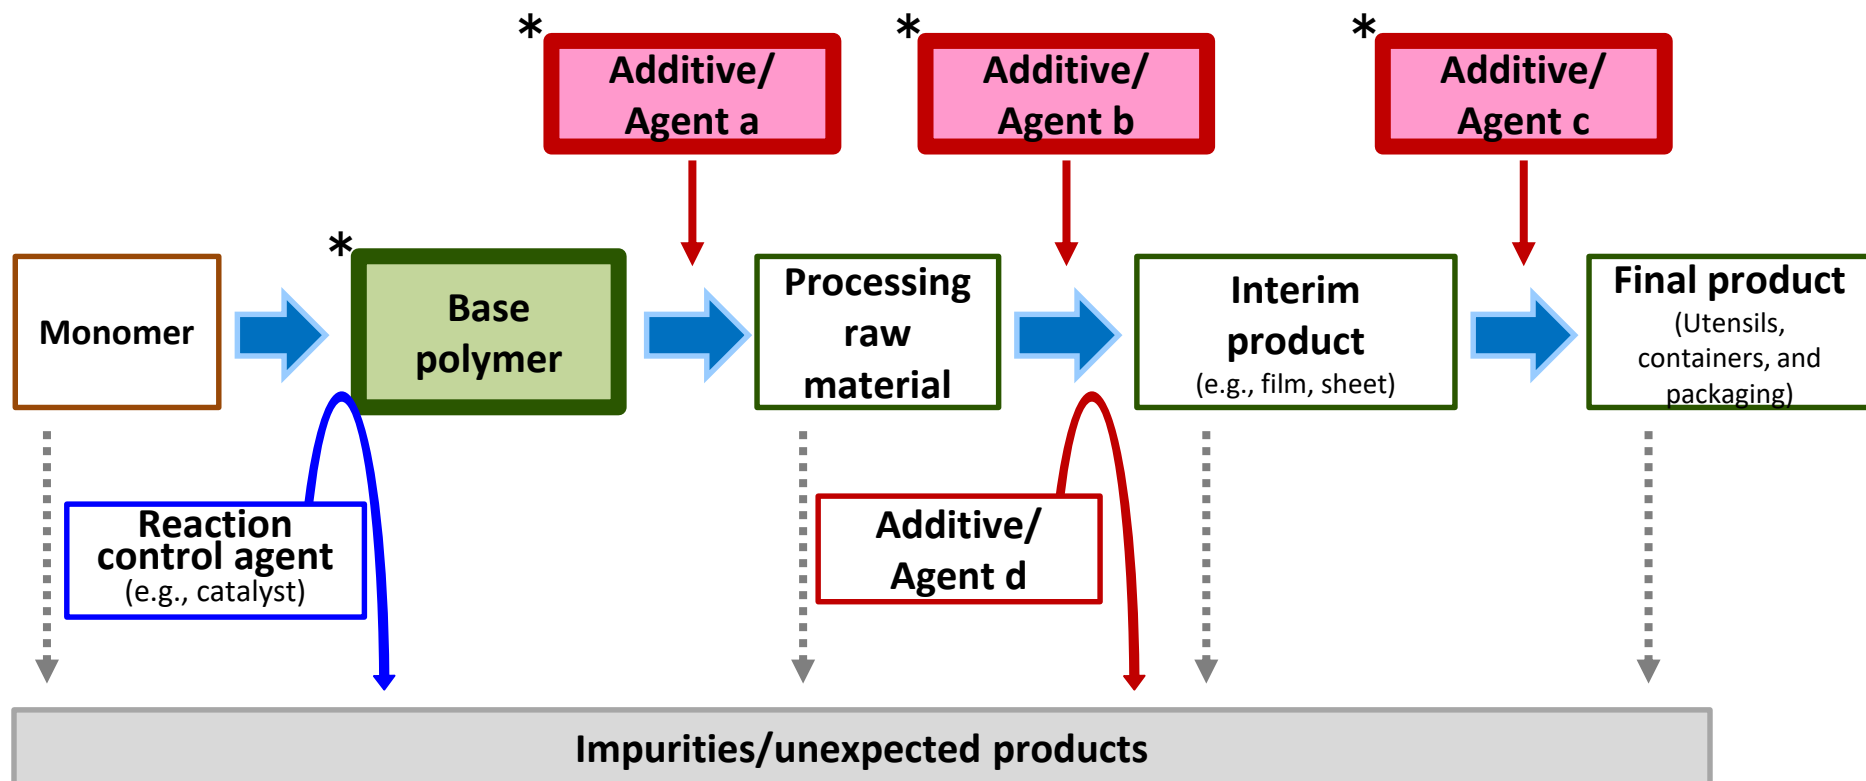 *
Additive/
Agent a
*
Additive/
Agent b
*
Additive/
Agent c
Monomer
*
Base
polymer
Processing
raw
material
Interim
product
(e.g., film, sheet)
Final product
(Utensils,
containers, and
packaging)
Reaction
control agent
(e.g., catalyst)
Additive/
Agent d
Impurities/unexpected products